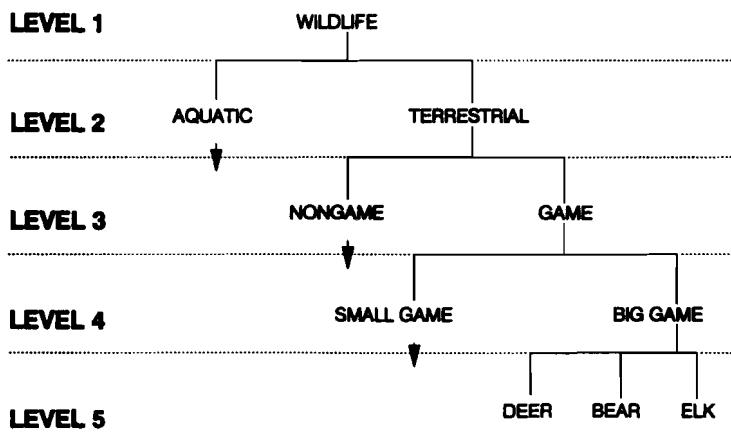 LEVEL 1 WILDLIFE
LEVEL 2 AQUATIC TERRESTRIAL
LEVEL 3 NONGAME GAME
LEVEL 4 SMALL GAME BIG GAME
LEVEL 5 DEER BEAR ELK